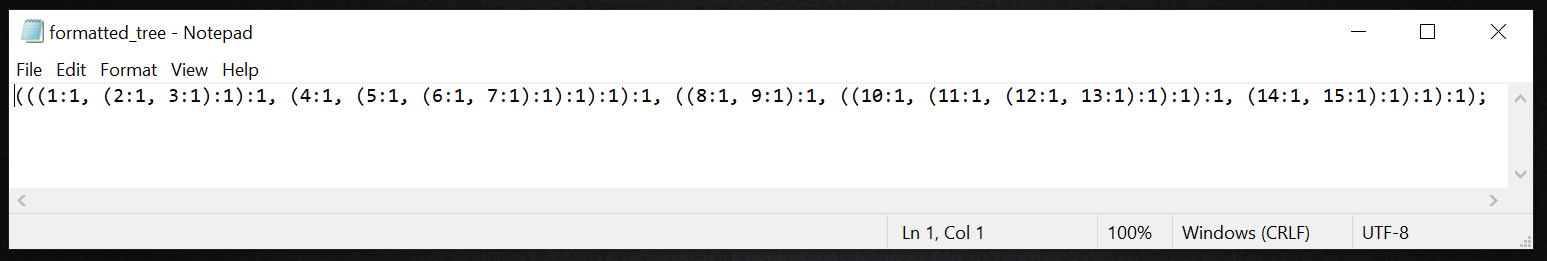 formatted_tree - Notepad
File Edit Format View Help
(((1:1, (2:1, 3:1):1):1, (4:1, (5:1, (6:1, 7:1):1):1):1):1, ((8:1, 9:1):1, ((10:1, (11:1, (12:1, 13:1):1):1):1, (14:1, 15:1):1):1):1);
Ln 1, Col 1 100% Windows (CRLF) UTF-8